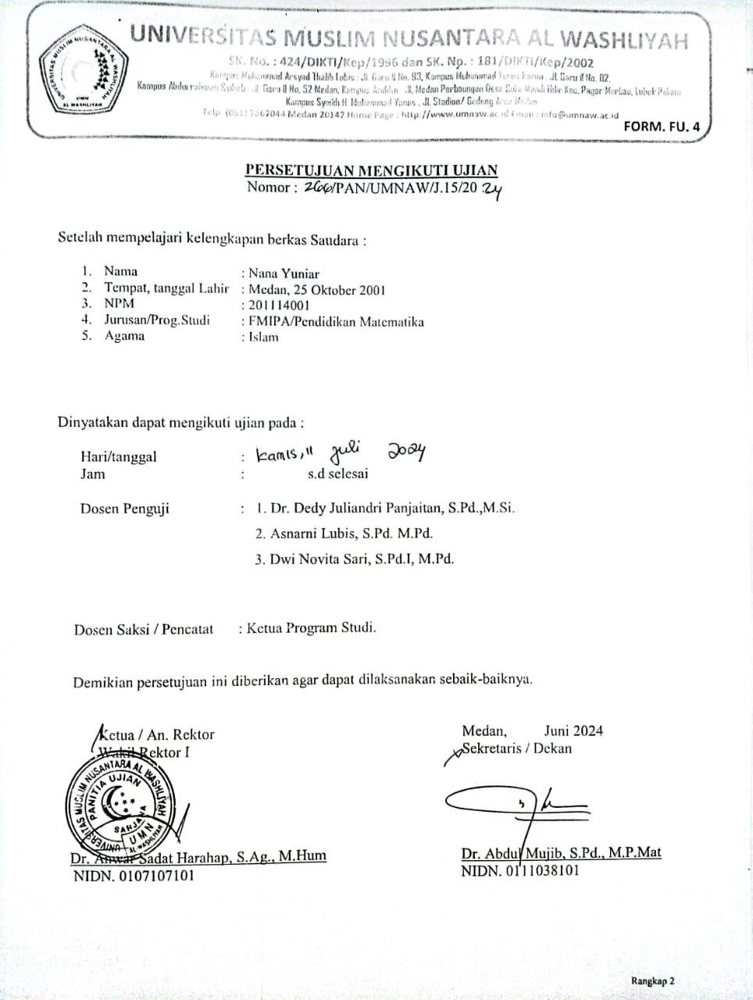 UNIVERSITAS MUSLIM NUSANTARA AL WASHLIYAH
SK. No. : 424/DIKTI/Kep/1996 dan SK. Np. : 181/DIKTI/Kep/2002
Kampus Muhammad Arsyad Thalib Lubis : Jl. Garu II No. 93, Kampus Muhammad Yunus Karim : Jl. Garu II No. 02,
Kampus Abdurrahman Syihab : Jl. Garu II No. 52 Medan, Kampus : Jl. Medan Perbaungan Desa Suka Mandi Hilir Kec. Pagar Merbau, Lubuk Pakam
Kampus Syeikh H. Muhammad Yunus , Jl. Stadion/ Gedung Arca Medan
Telp. (061) 7867044 Medan 20147 Home Page : http://www.umnaw.ac.id Email : info@umnaw.ac.id
FORM. FU. 4
UNIVERSITAS MUSLIM NUSANTARA AL WASHLIYAH
UMN
AL WASHLIYAH
PERSETUJUAN MENGIKUTI UJIAN
Nomor : 266/PAN/UMNAW/J.15/20 24
Setelah mempelajari kelengkapan berkas Saudara :
1. Nama : Nana Yuniar
2. Tempat, tanggal Lahir : Medan, 25 Oktober 2001
3. NPM : 201114001
4. Jurusan/Prog.Studi : FMIPA/Pendidikan Matematika
5. Agama : Islam
Dinyatakan dapat mengikuti ujian pada :
Hari/tanggal : Kamis, 11 Juli 2024
Jam : s.d selesai
Dosen Penguji : 1. Dr. Dedy Juliandri Panjaitan, S.Pd.,M.Si.
2. Asnarni Lubis, S.Pd. M.Pd.
3. Dwi Novita Sari, S.Pd.I, M.Pd.
Dosen Saksi / Pencatat : Ketua Program Studi.
Demikian persetujuan ini diberikan agar dapat dilaksanakan sebaik-baiknya.
Ketua / An. Rektor
Wakil Rektor I
Medan, Juni 2024
Sekretaris / Dekan
UNIVERSITAS MUSLIM NUSANTARA AL WASHLIYAH
PANITIA UJIAN
SARJANA
UMN
AL-WASHLIYAH
Dr. Anwar Sadat Harahap, S.Ag., M.Hum
NIDN. 0107107101
Dr. Abdul Mujib, S.Pd., M.P.Mat
NIDN. 0111038101
Rangkap 2